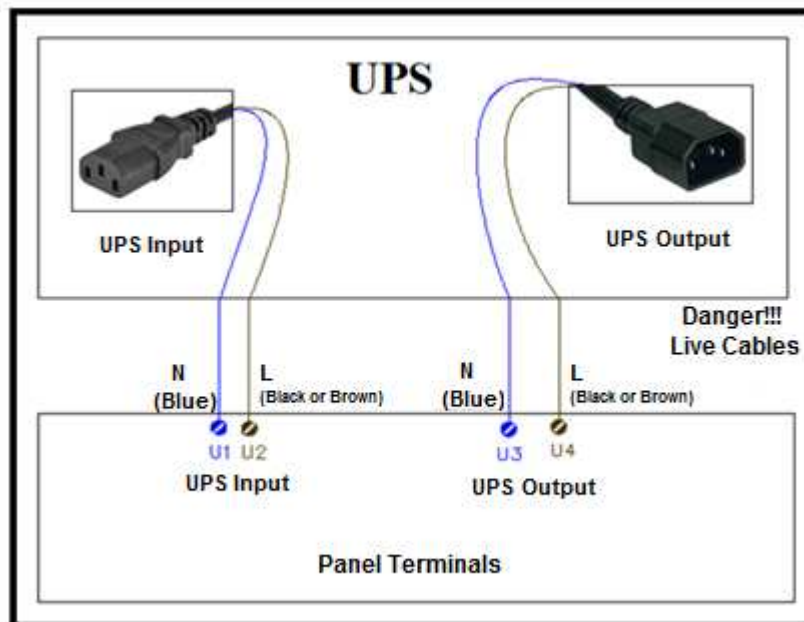 UPS
UPS Input
UPS Output
Danger!!!
Live Cables
N
(Blue)
L
(Black or Brown)
N
(Blue)
L
(Black or Brown)
U1 U2
U3 U4
UPS Input
UPS Output
Panel Terminals